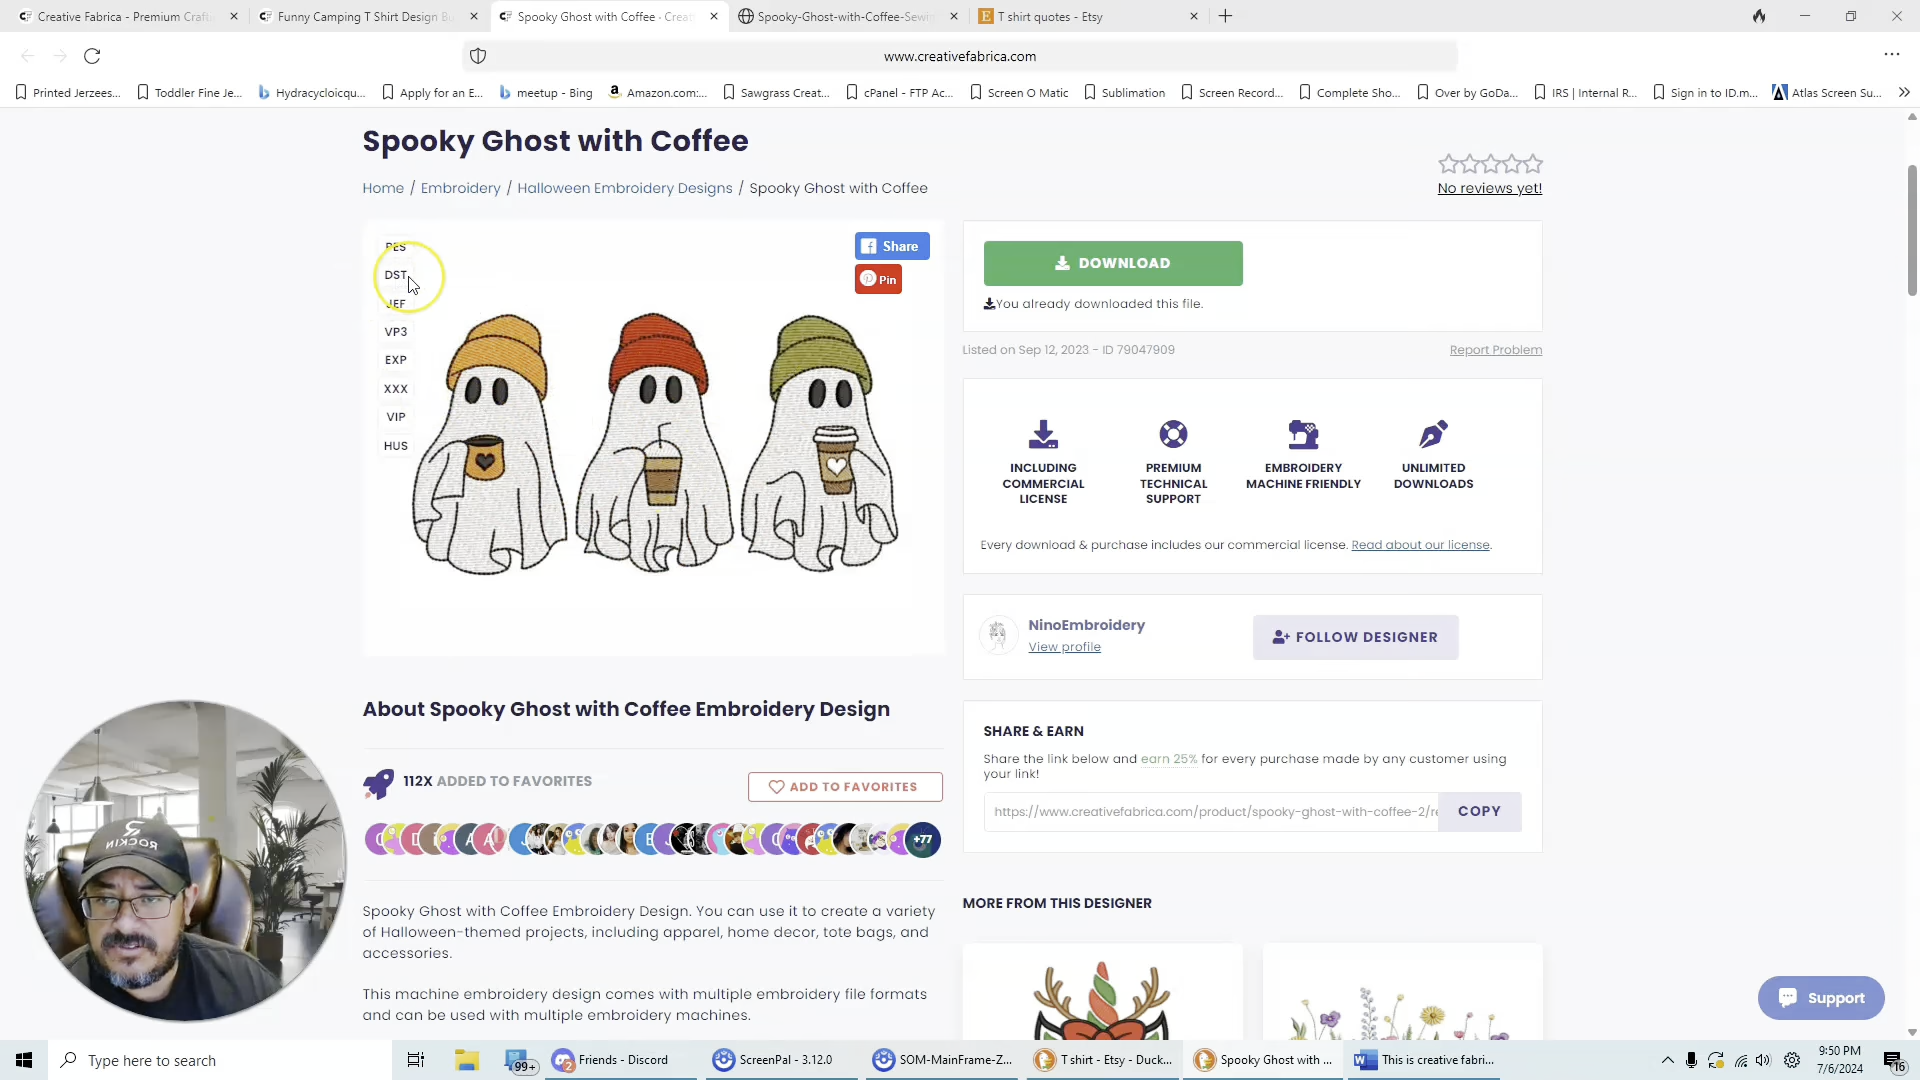 Creative Fabrica - Premium Craft
Funny Camping T Shirt Design Bu
Spooky Ghost with Coffee · Creat
Spooky-Ghost-with-Coffee-Sewin
T shirt quotes - Etsy
www.creativefabrica.com
Printed Jerzees...
Toddler Fine Je...
Hydracycloicqu...
Apply for an E...
meetup - Bing
Amazon.com:...
Sawgrass Creat...
cPanel - FTP Ac...
Screen O Matic
Sublimation
Screen Record...
Complete Sho...
Over by GoDa...
IRS | Internal R...
Sign in to ID.m...
Atlas Screen Su...
Spooky Ghost with Coffee
Home / Embroidery / Halloween Embroidery Designs / Spooky Ghost with Coffee
No reviews yet!
PES
DST
JEF
VP3
EXP
XXX
VIP
HUS
Share
Pin
DOWNLOAD
You already downloaded this file.
Listed on Sep 12, 2023 - ID 79047909
Report Problem
INCLUDING
COMMERCIAL
LICENSE
PREMIUM
TECHNICAL
SUPPORT
EMBROIDERY
MACHINE FRIENDLY
UNLIMITED
DOWNLOADS
Every download & purchase includes our commercial license. Read about our license.
NinoEmbroidery
View profile
FOLLOW DESIGNER
SHARE & EARN
Share the link below and earn 25% for every purchase made by any customer using
your link!
https://www.creativefabrica.com/product/spooky-ghost-with-coffee-2/re
COPY
About Spooky Ghost with Coffee Embroidery Design
112X ADDED TO FAVORITES
ADD TO FAVORITES
+77
Spooky Ghost with Coffee Embroidery Design. You can use it to create a variety
of Halloween-themed projects, including apparel, home decor, tote bags, and
accessories.
This machine embroidery design comes with multiple embroidery file formats
and can be used with multiple embroidery machines.
MORE FROM THIS DESIGNER
Support
Type here to search
99+
2
Friends - Discord
ScreenPal - 3.12.0
SOM-MainFrame-Z...
T shirt - Etsy - Duck...
Spooky Ghost with ...
This is creative fabri...
9:50 PM
7/6/2024
16